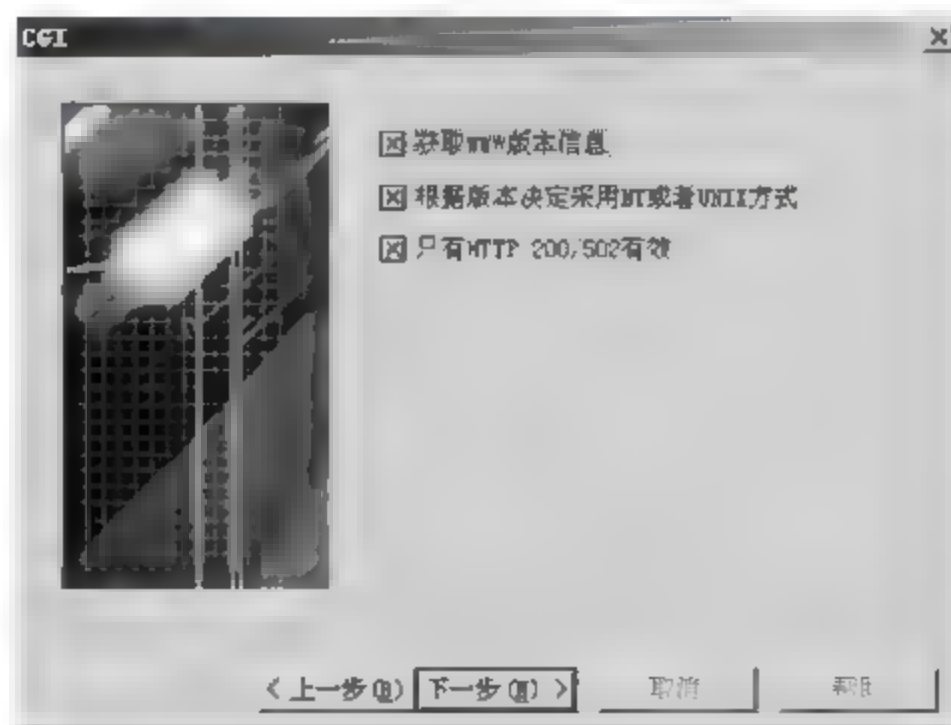 CGI
获取WWW版本信息
根据版本决定采用NT或者UNIX方式
只有HTTP 200/502有效
< 上一步(B)
下一步(N) >
取消
帮助